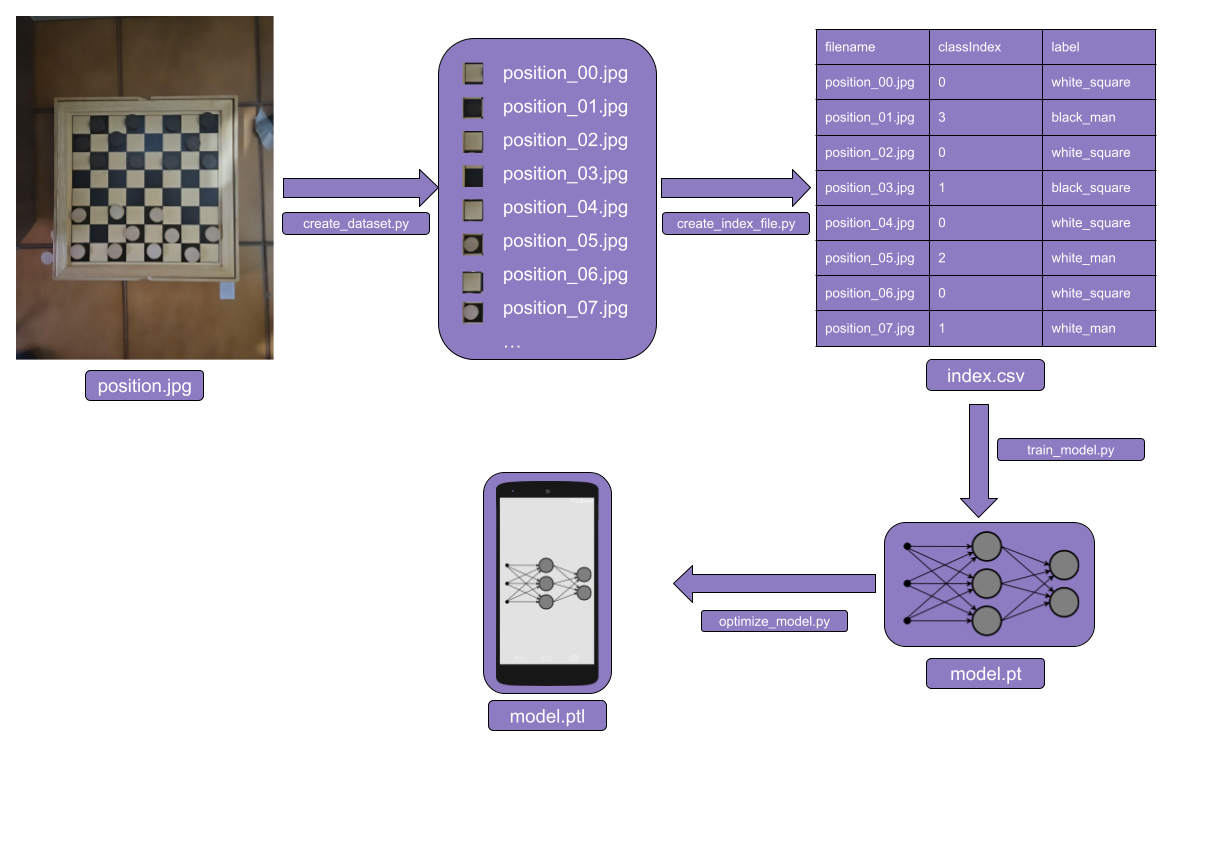 position_00.jpg
position_01.jpg
position_02.jpg
position_03.jpg
position_04.jpg
position_05.jpg
position_06.jpg
position_07.jpg
...
filename classIndex label
position_00.jpg 0 white_square
position_01.jpg 3 black_man
position_02.jpg 0 white_square
position_03.jpg 1 black_square
position_04.jpg 0 white_square
position_05.jpg 2 white_man
position_06.jpg 0 white_square
position_07.jpg 1 white_man
create_dataset.py
create_index_file.py
position.jpg
index.csv
train_model.py
optimize_model.py
model.pt
model.ptl